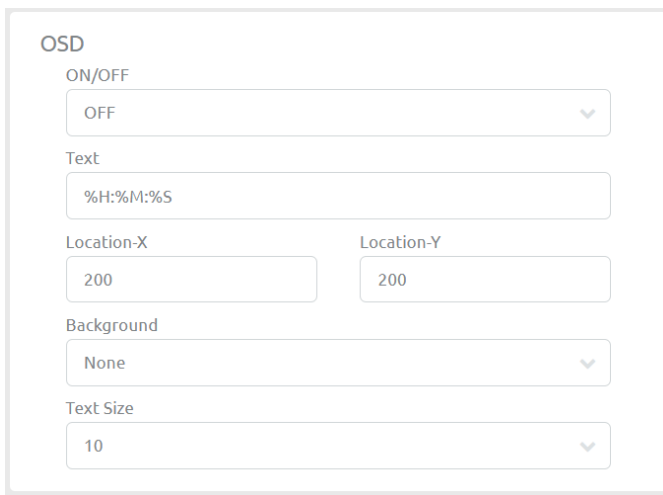 OSD
ON/OFF
OFF
Text
%H:%M:%S
Location-X Location-Y
200 200
Background
None
Text Size
10